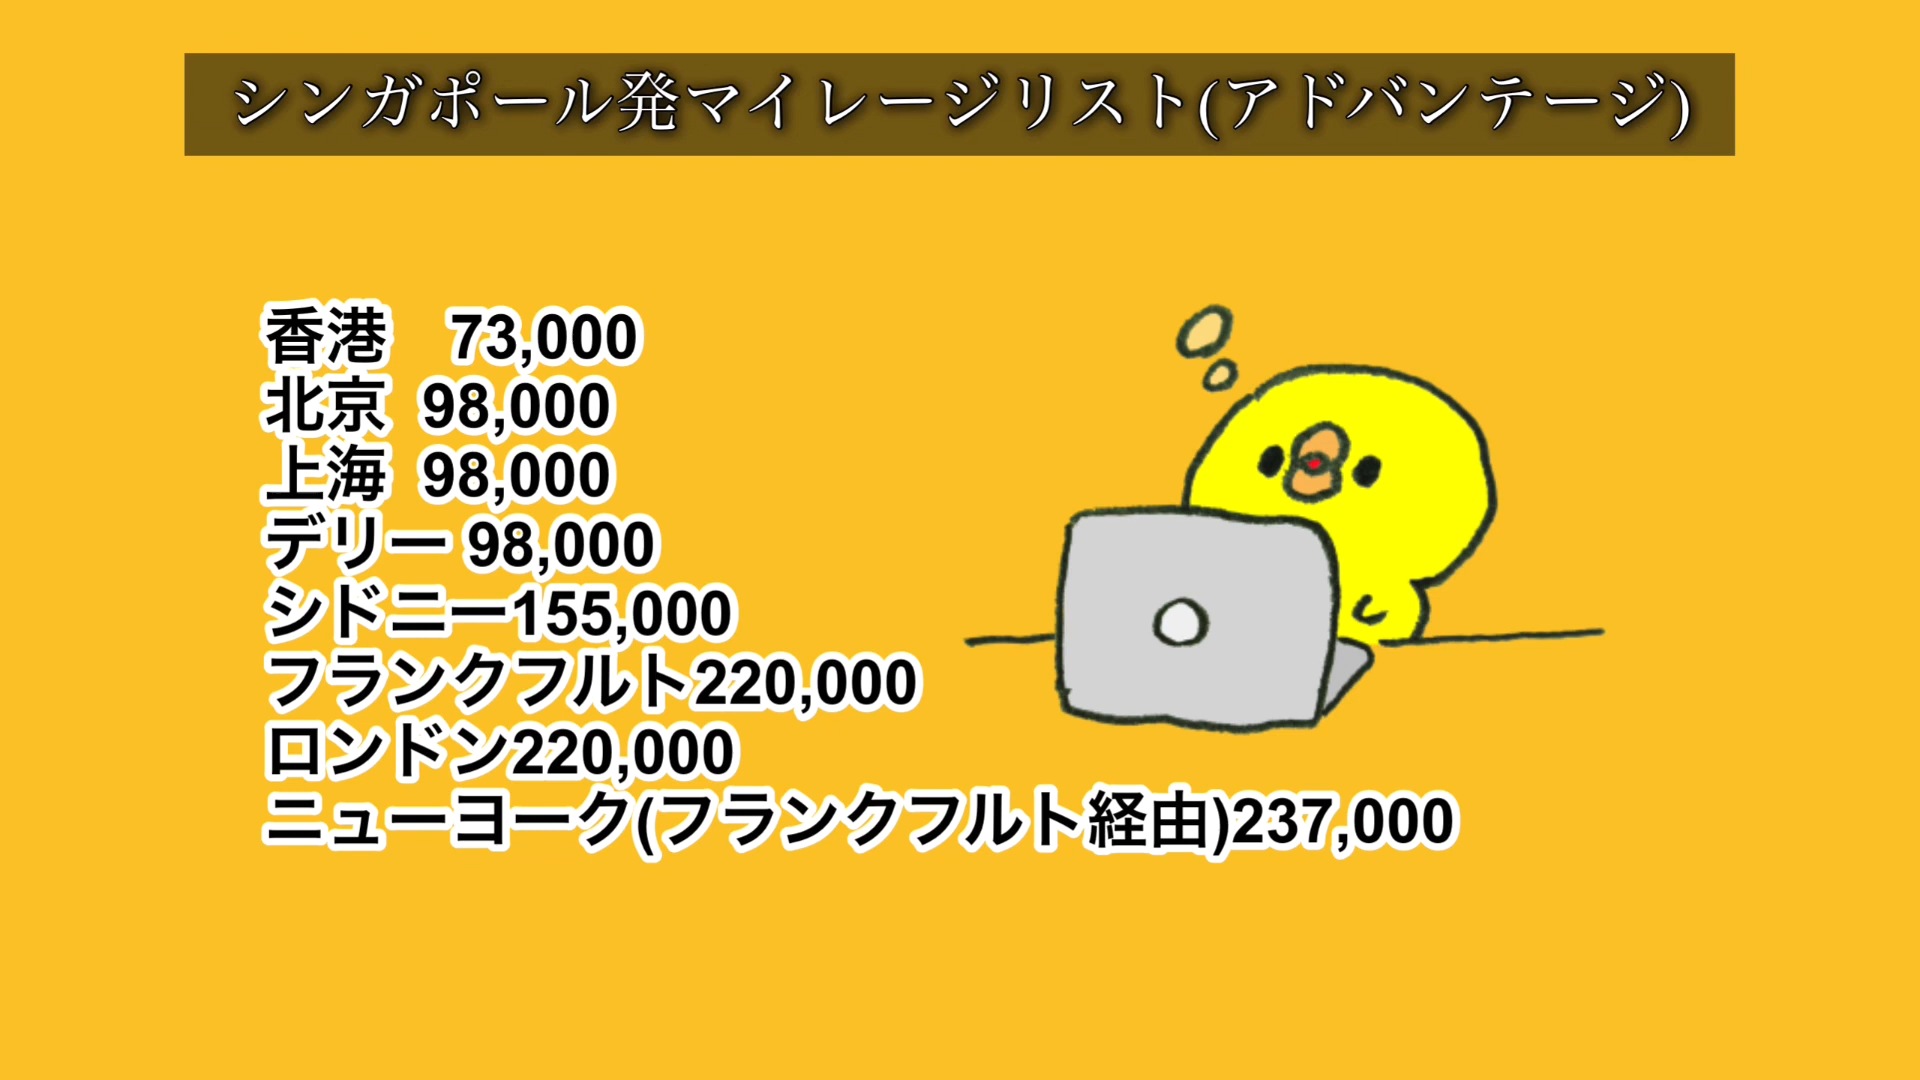 シンガポール発マイレージリスト(アドバンテージ)
香港　73,000
北京 98,000
上海 98,000
デリー 98,000
シドニー155,000
フランクフルト220,000
ロンドン220,000
ニューヨーク(フランクフルト経由)237,000